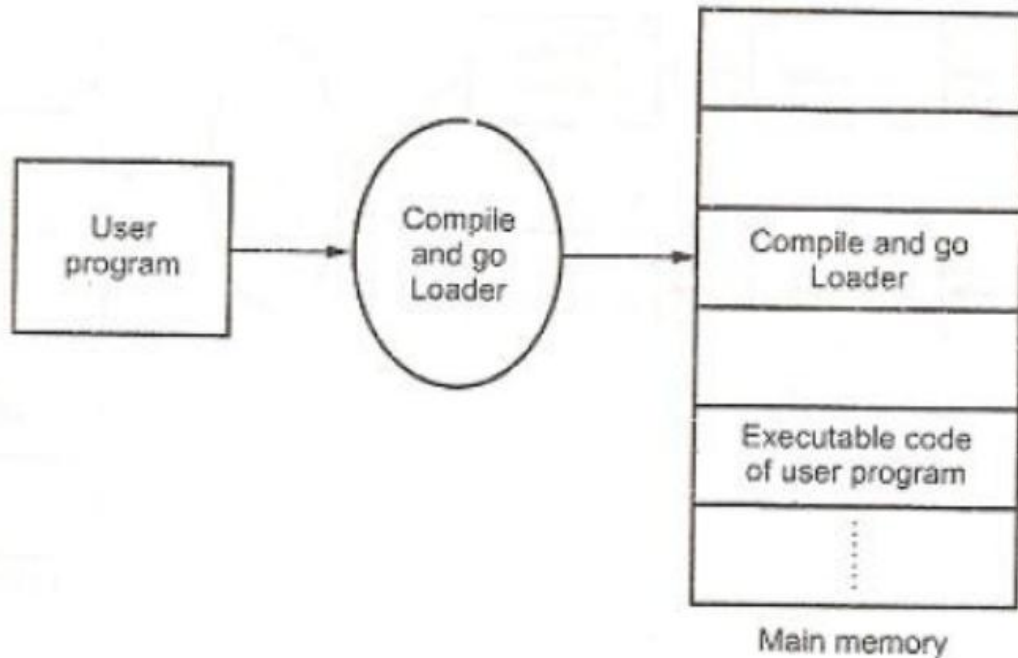 User
program
Compile
and go
Loader
Compile and go
Loader
Executable code
of user program
Main memory